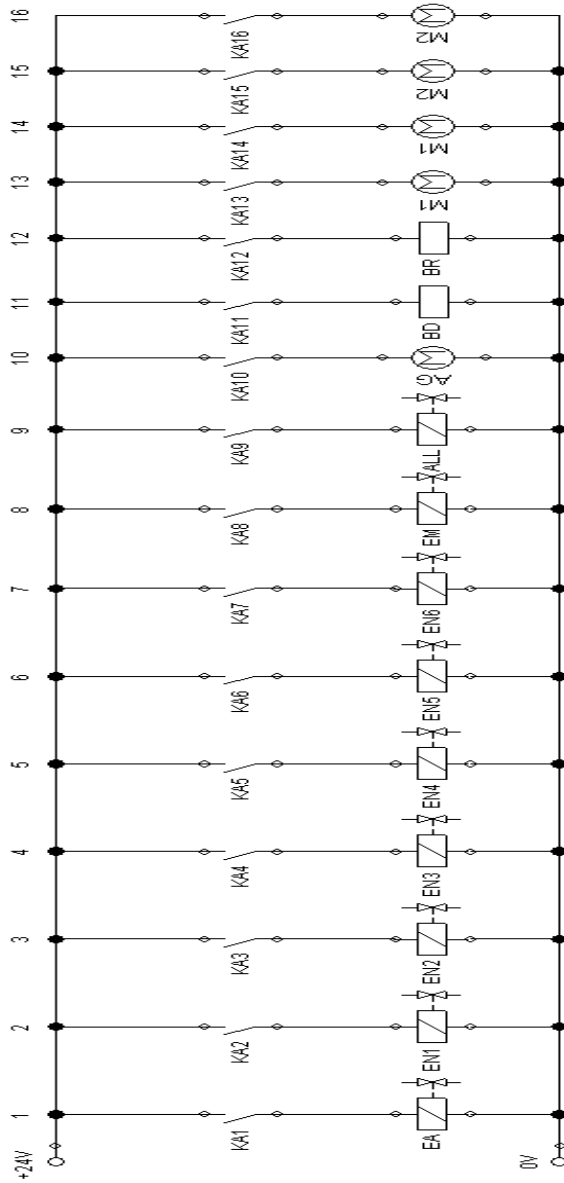 +24V 1 2 3 4 5 6 7 8 9 10 11 12 13 14 15 16
KA1 KA2 KA3 KA4 KA5 KA6 KA7 KA8 KA9 KA10 KA11 KA12 KA13 KA14 KA15 KA16
EA EN1 EN2 EN3 EN4 EN5 EN6 EM ALL AG BD BR M1 M1 M2 M2
M M M M M
0V